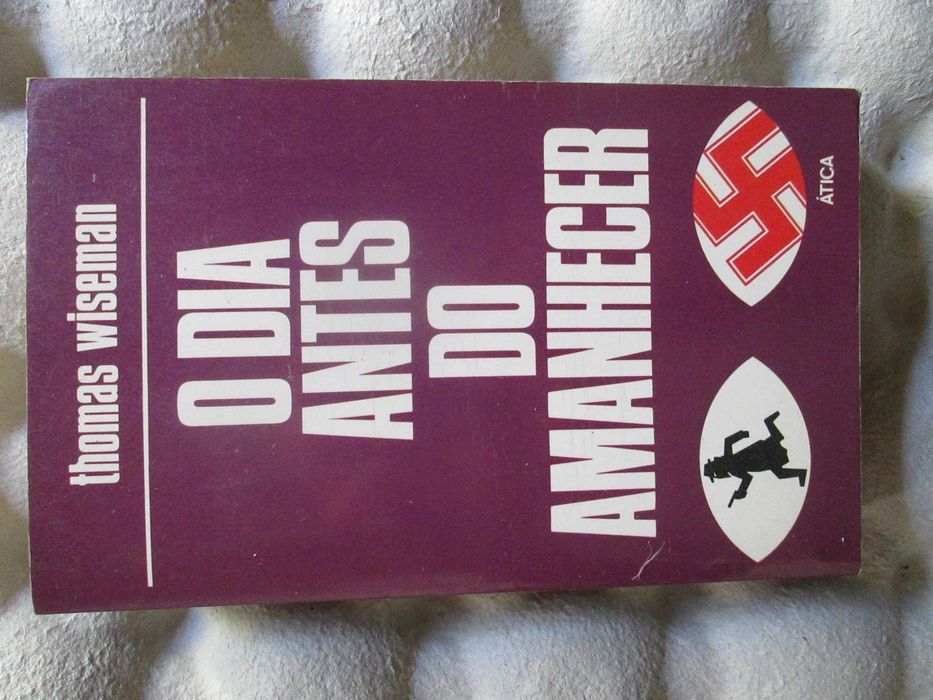 thomas wiseman
O DIA
ANTES
DO
AMANHECER
ÁTICA